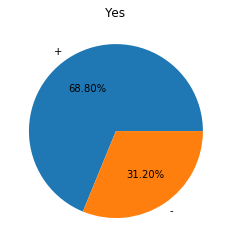 Yes
+
68.80%
31.20%
-